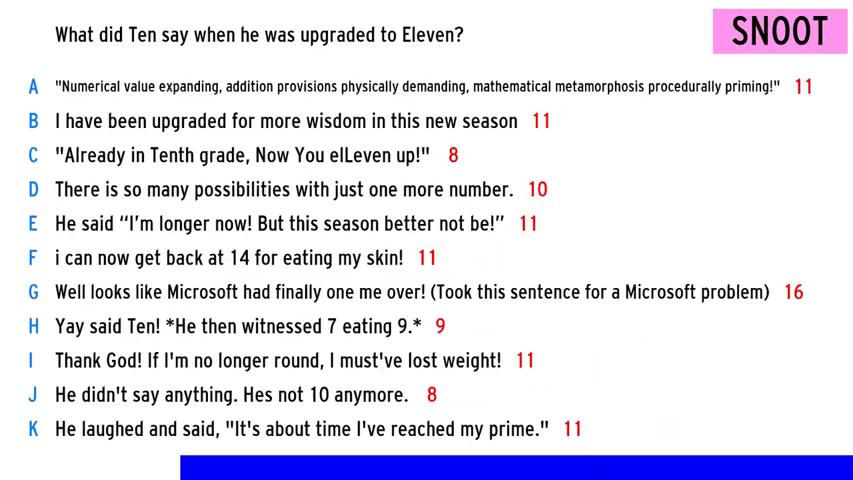 What did Ten say when he was upgraded to Eleven?
SNOOT
A "Numerical value expanding, addition provisions physically demanding, mathematical metamorphosis procedurally priming!" 11
B I have been upgraded for more wisdom in this new season 11
C "Already in Tenth grade, Now You elLeven up!" 8
D There is so many possibilities with just one more number. 10
E He said “I’m longer now! But this season better not be!” 11
F i can now get back at 14 for eating my skin! 11
G Well looks like Microsoft had finally one me over! (Took this sentence for a Microsoft problem) 16
H Yay said Ten! *He then witnessed 7 eating 9.* 9
I Thank God! If I'm no longer round, I must've lost weight! 11
J He didn't say anything. Hes not 10 anymore. 8
K He laughed and said, "It's about time I've reached my prime." 11